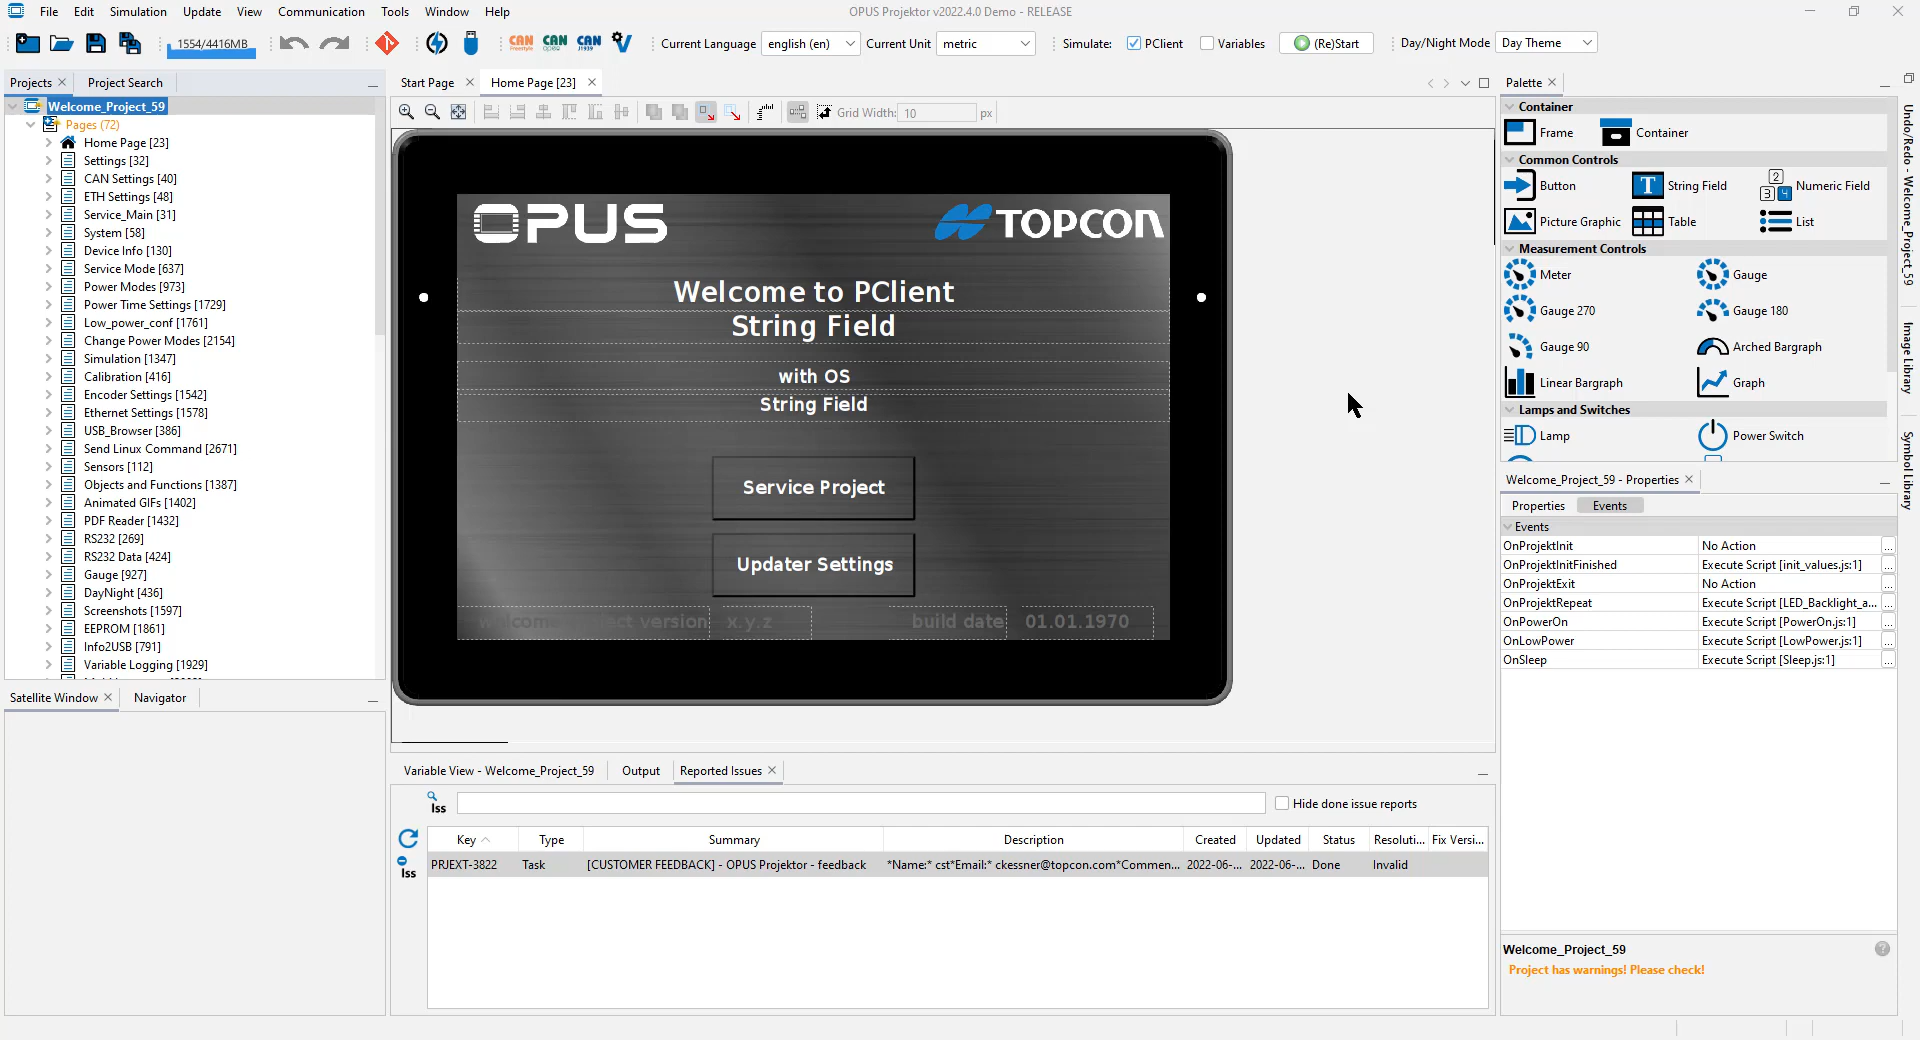 File Edit Simulation Update View Communication Tools Window Help OPUS Projektor v2022.4.0 Demo - RELEASE
1554/4416MB CAN freestyle CAN open CAN J1939 Current Language english (en) Current Unit metric Simulate: PClient Variables (Re)Start Day/Night Mode Day Theme
Projects Project Search
Welcome_Project_59
Pages (72)
Home Page [23]
Settings [32]
CAN Settings [40]
ETH Settings [48]
Service_Main [31]
System [58]
Device Info [130]
Service Mode [637]
Power Modes [973]
Power Time Settings [1729]
Low_power_conf [1761]
Change Power Modes [2154]
Simulation [1347]
Calibration [416]
Encoder Settings [1542]
Ethernet Settings [1578]
USB_Browser [386]
Send Linux Command [2671]
Sensors [112]
Objects and Functions [1387]
Animated GIFs [1402]
PDF Reader [1432]
RS232 [269]
RS232 Data [424]
Gauge [927]
DayNight [436]
Screenshots [1597]
EEPROM [1861]
Info2USB [791]
Variable Logging [1929]
Satellite Window Navigator
Start Page Home Page [23]
Grid Width: 10 px
OPUS TOPCON
Welcome to PClient
String Field
with OS
String Field
Service Project
Updater Settings
welcome project version x.y.z build date 01.01.1970
Variable View - Welcome_Project_59 Output Reported Issues
Iss Hide done issue reports
Key Type Summary Description Created Updated Status Resoluti... Fix Versi...
PRJEXT-3822 Task [CUSTOMER FEEDBACK] - OPUS Projektor - feedback *Name:* cst*Email:* ckessner@topcon.com*Commen... 2022-06-... 2022-06-... Done Invalid
Iss
Palette
Container
Frame Container
Common Controls
Button String Field Numeric Field
Picture Graphic Table List
Measurement Controls
Meter Gauge
Gauge 270 Gauge 180
Gauge 90 Arched Bargraph
Linear Bargraph Graph
Lamps and Switches
Lamp Power Switch
Welcome_Project_59 - Properties
Properties Events
Events
OnProjektInit No Action ...
OnProjektInitFinished Execute Script [init_values.js:1] ...
OnProjektExit No Action ...
OnProjektRepeat Execute Script [LED_Backlight_a... ...
OnPowerOn Execute Script [PowerOn.js:1] ...
OnLowPower Execute Script [LowPower.js:1] ...
OnSleep Execute Script [Sleep.js:1] ...
Welcome_Project_59
Project has warnings! Please check!
Undo/Redo - Welcome_Project_59
Image Library
Symbol Library